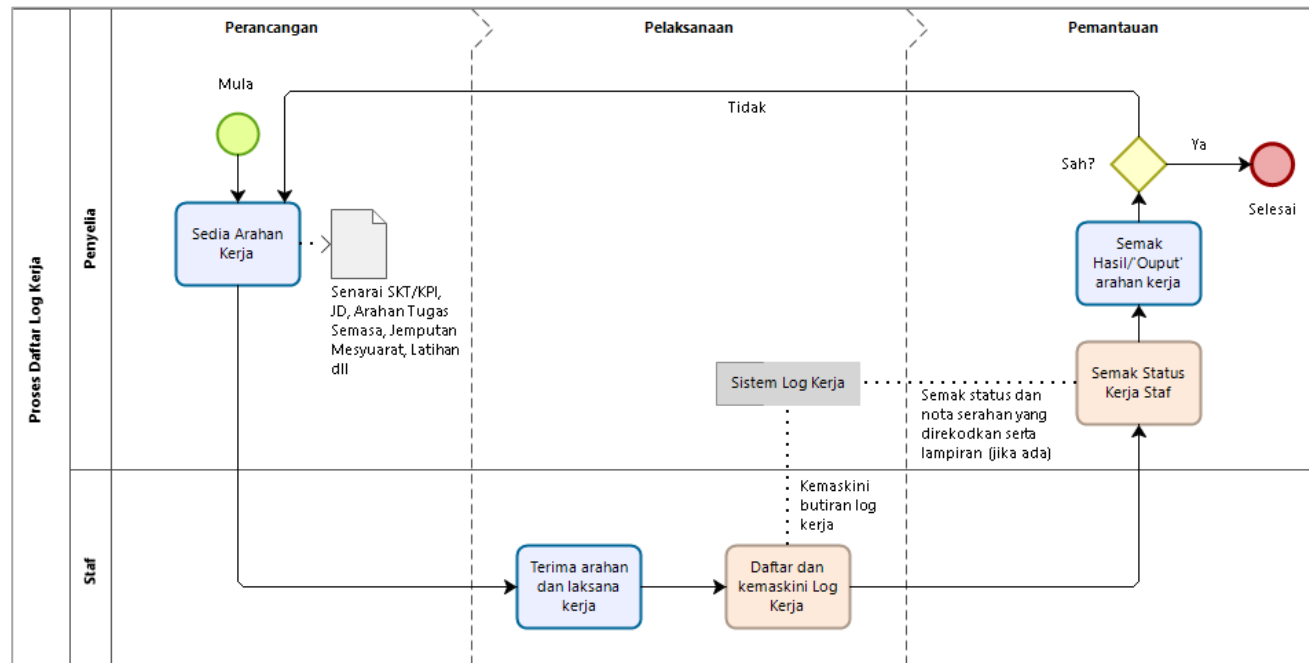 Perancangan
Pelaksanaan
Pemantauan
Proses Daftar Log Kerja
Penyelia
Mula
Tidak
Sah?
Ya
Selesai
Sedia Arahan
Kerja
Senarai SKT/KPI,
JD, Arahan Tugas
Semasa, Jemputan
Mesyuarat, Latihan
dll
Semak
Hasil/'Ouput'
arahan kerja
Sistem Log Kerja
Semak status dan
nota serahan yang
direkodkan serta
lampiran (jika ada)
Semak Status
Kerja Staf
Kemaskini
butiran log
kerja
Staf
Terima arahan
dan laksana
kerja
Daftar dan
kemaskini Log
Kerja